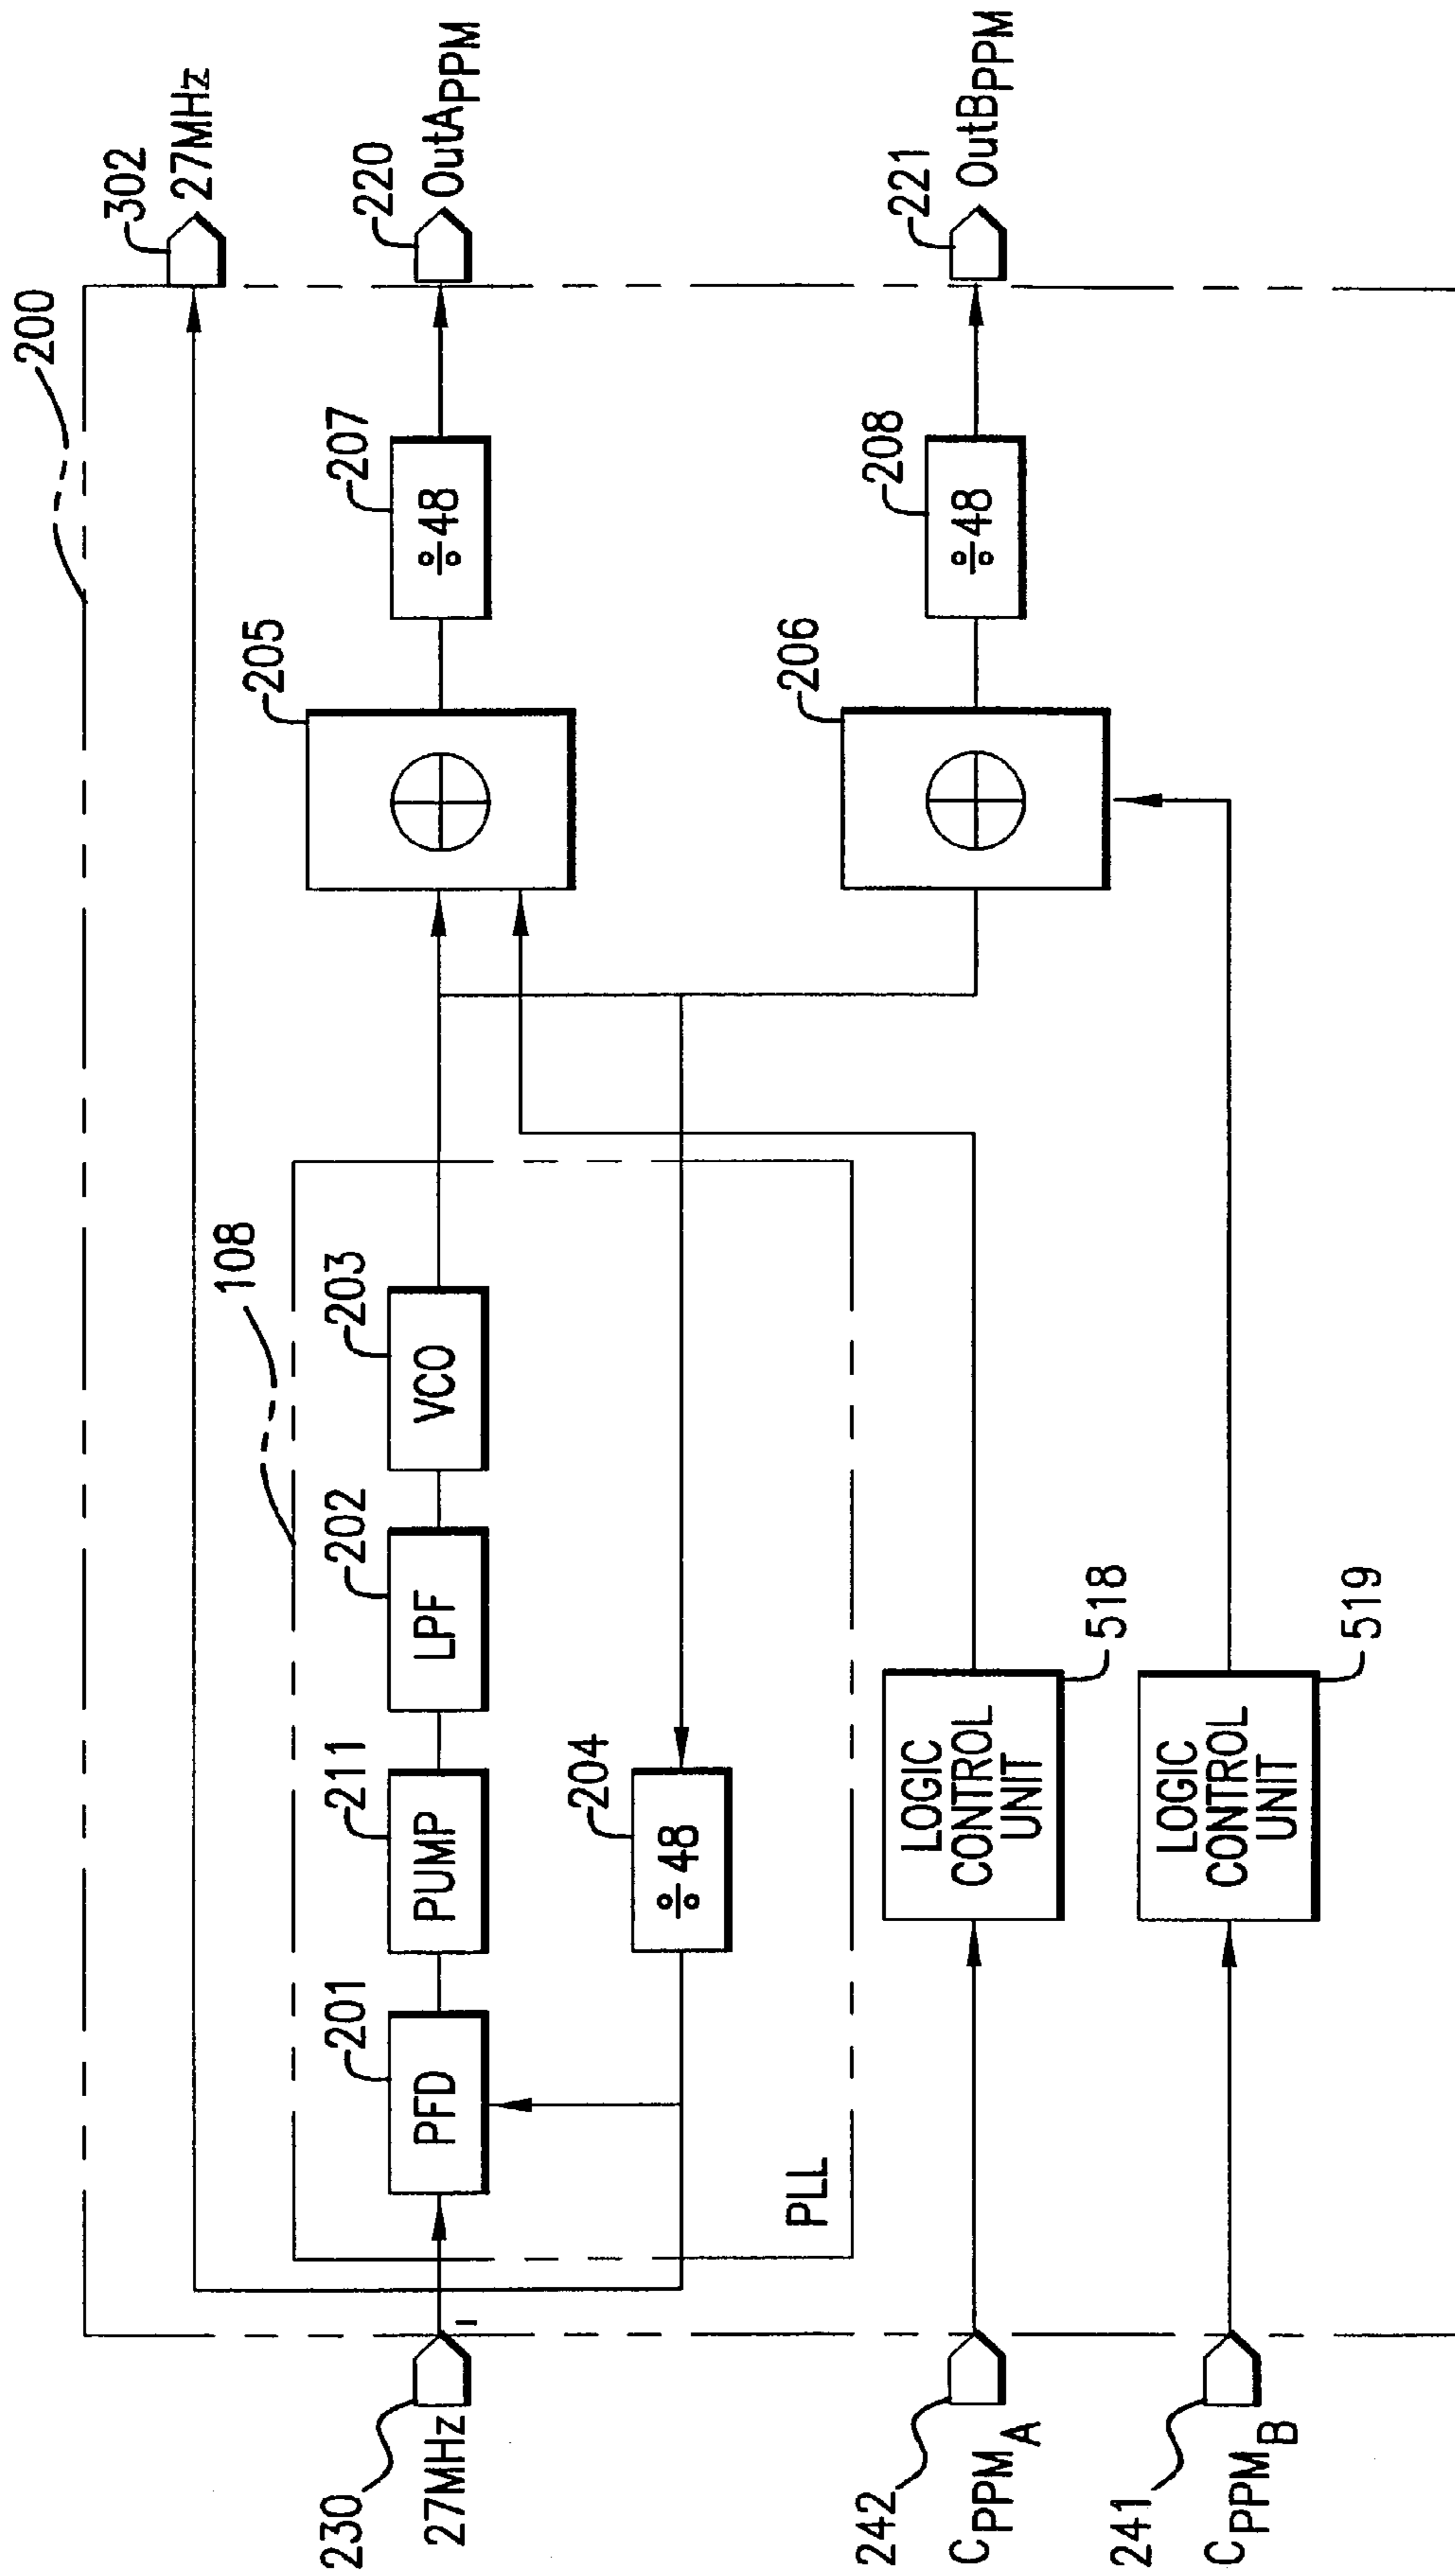 200
302
27MHz
108
205
207
220
OutAPPM
230
27MHz
201
PFD
211
PUMP
202
LPF
203
VCO
÷48
204
÷48
PLL
206
208
÷48
221
OutBPPM
242
CPPMA
LOGIC
CONTROL
UNIT
518
241
CPPMB
LOGIC
CONTROL
UNIT
519